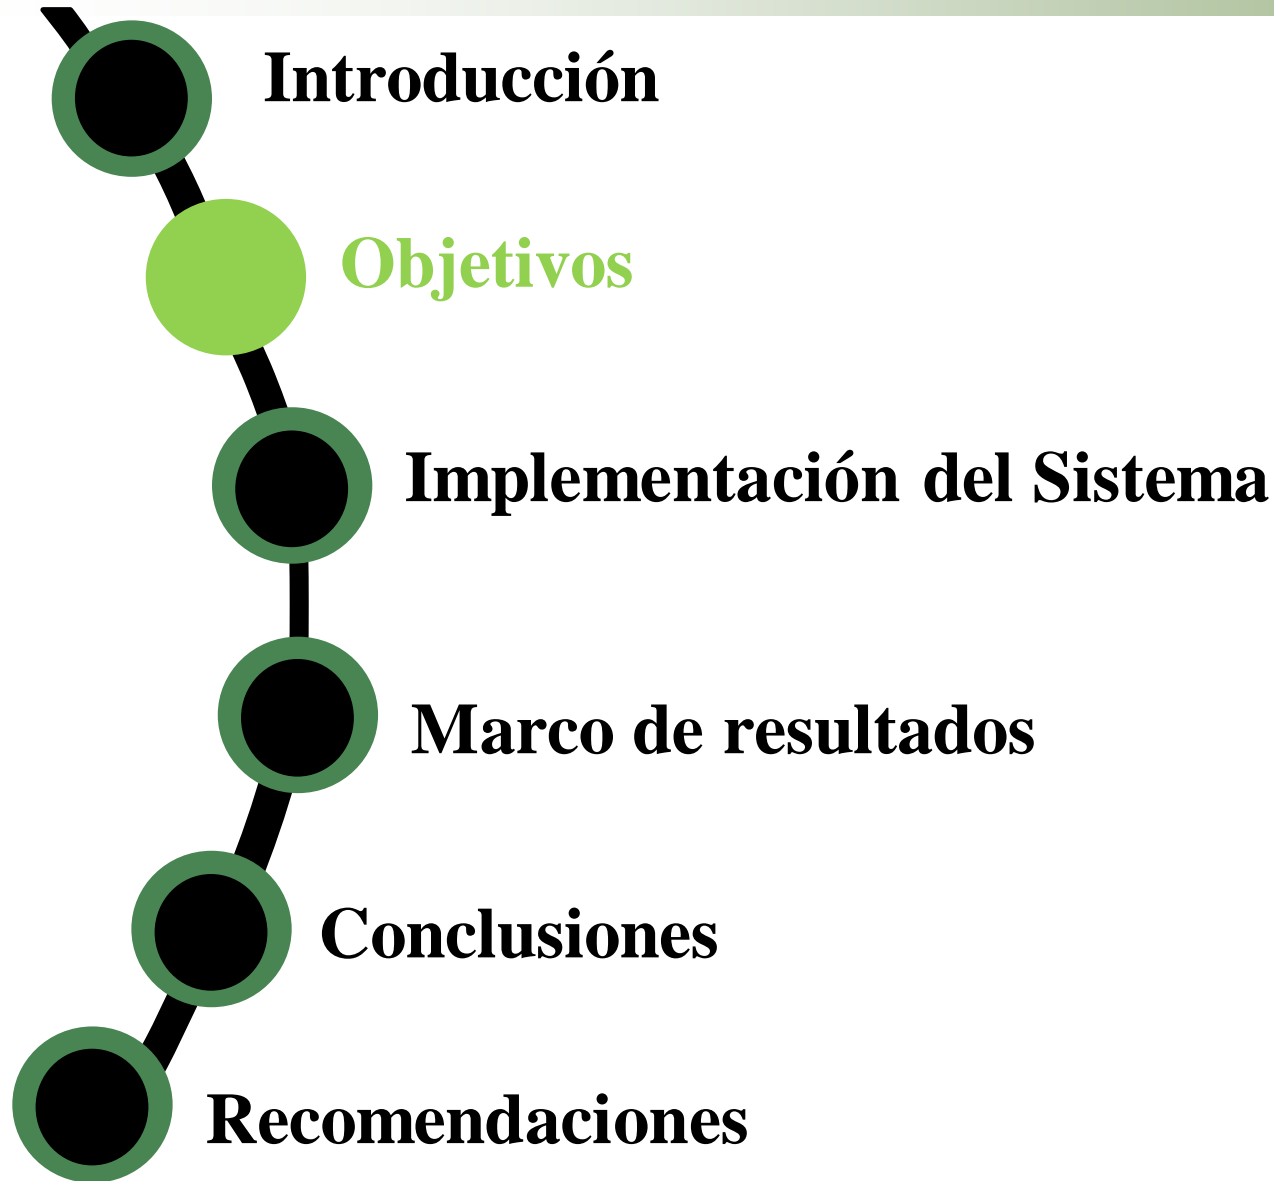 Introducción
Objetivos
Implementación del Sistema
Marco de resultados
Conclusiones
Recomendaciones